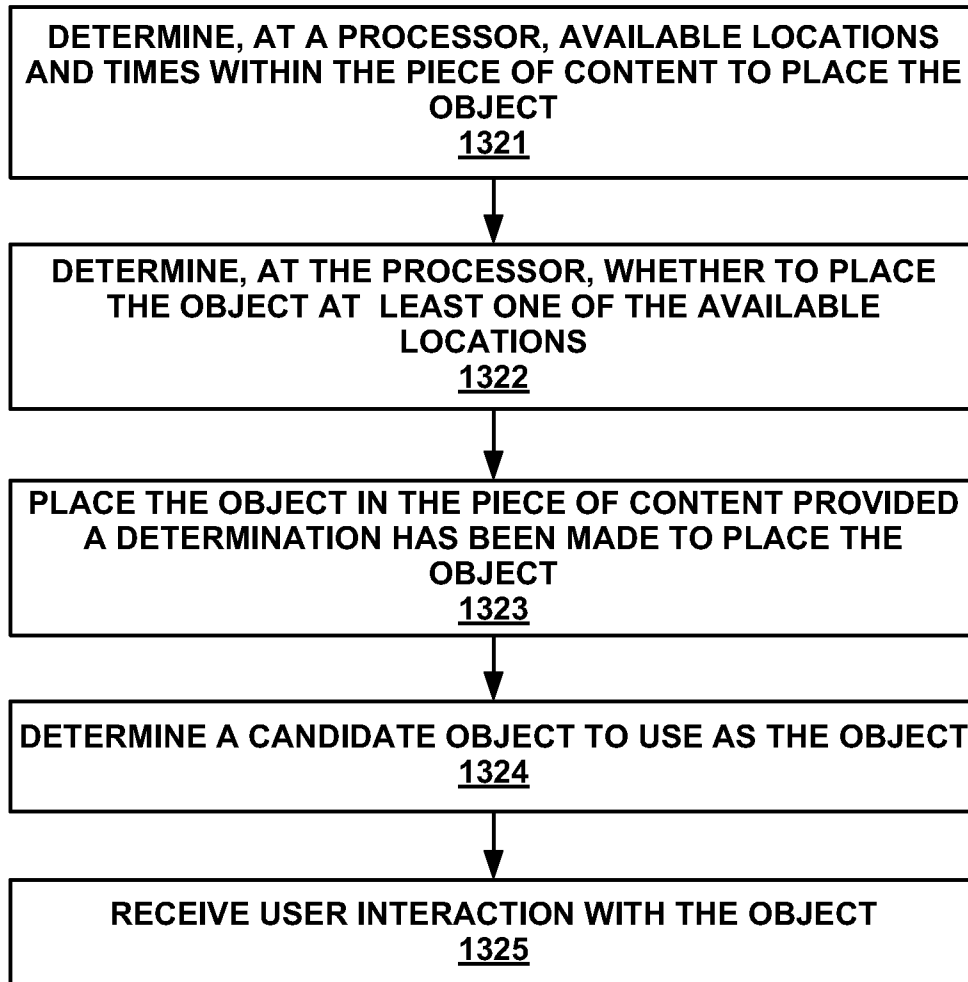 DETERMINE, AT A PROCESSOR, AVAILABLE LOCATIONS
AND TIMES WITHIN THE PIECE OF CONTENT TO PLACE THE
OBJECT
1321
DETERMINE, AT THE PROCESSOR, WHETHER TO PLACE
THE OBJECT AT LEAST ONE OF THE AVAILABLE
LOCATIONS
1322
PLACE THE OBJECT IN THE PIECE OF CONTENT PROVIDED
A DETERMINATION HAS BEEN MADE TO PLACE THE
OBJECT
1323
DETERMINE A CANDIDATE OBJECT TO USE AS THE OBJECT
1324
RECEIVE USER INTERACTION WITH THE OBJECT
1325